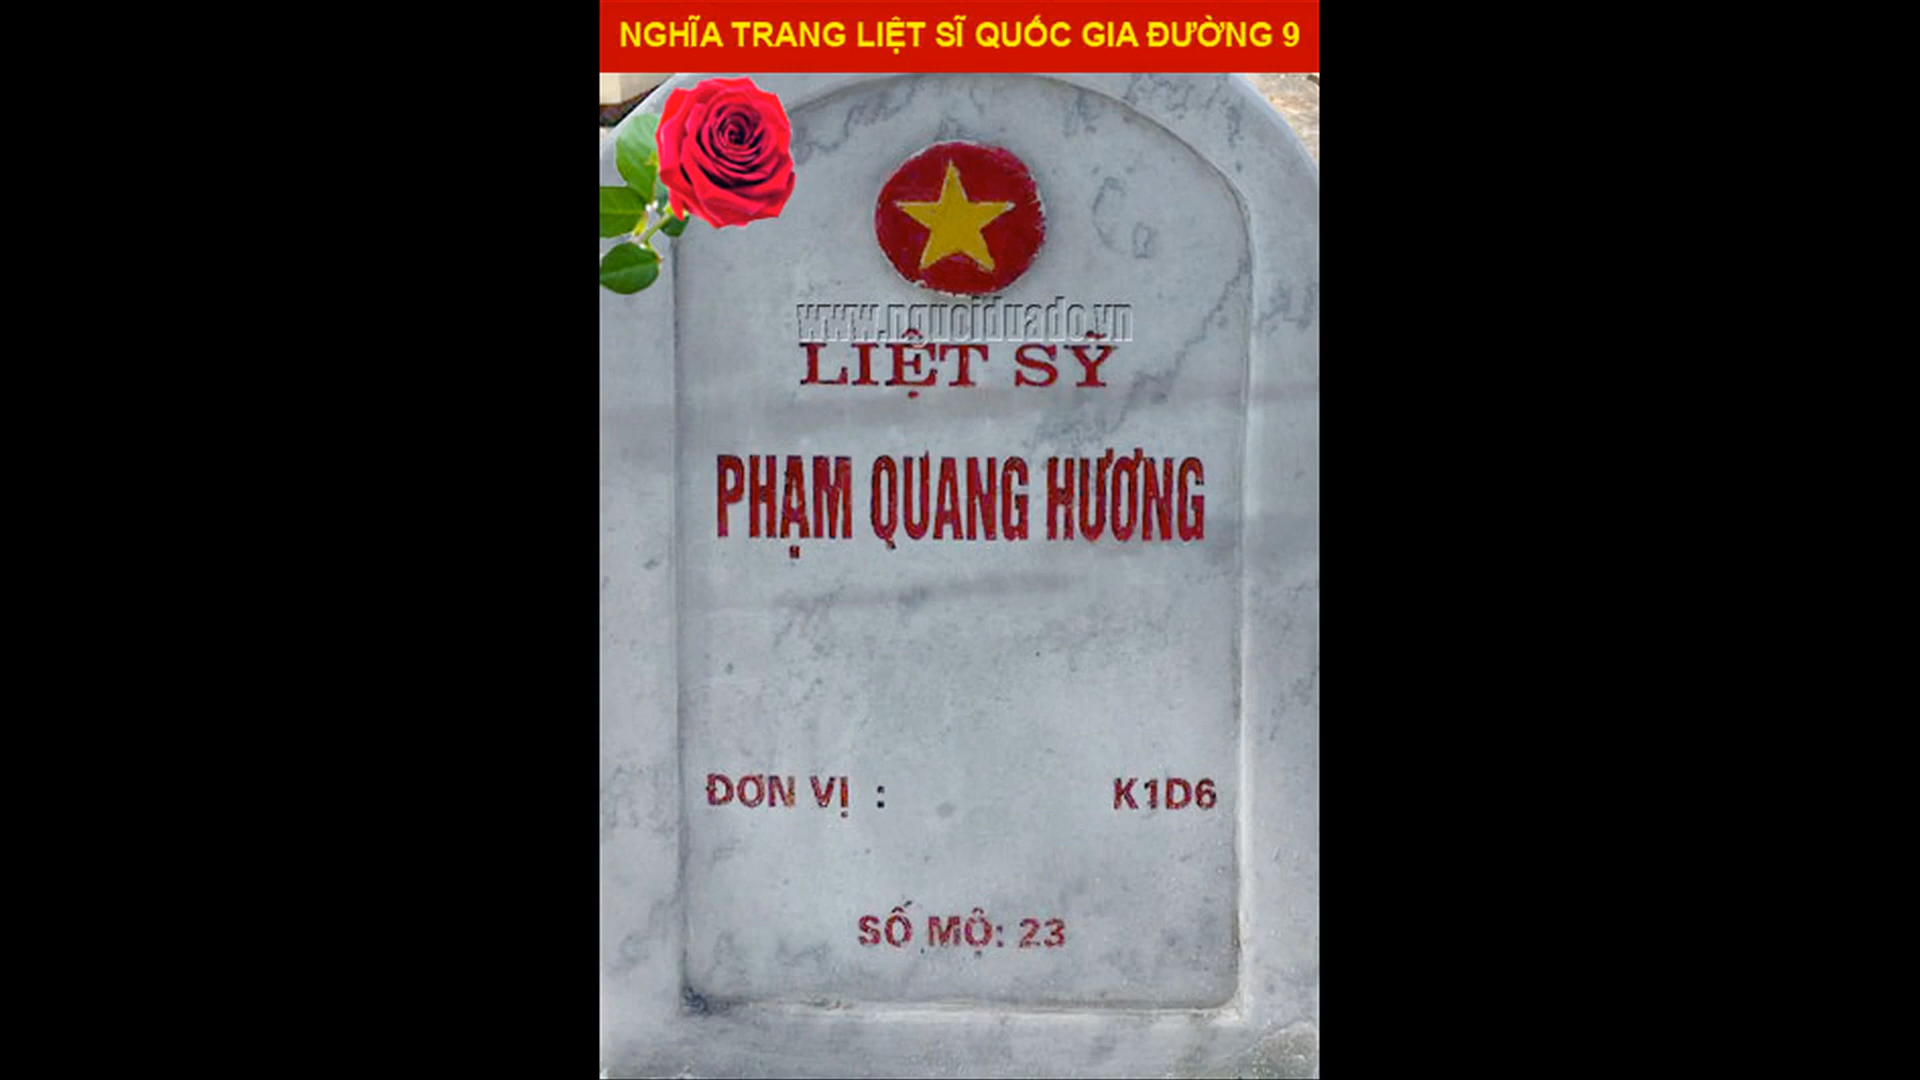 NGHĨA TRANG LIỆT SĨ QUỐC GIA ĐƯỜNG 9
www.nguoiduado.vn
LIỆT SỸ
PHẠM QUANG HƯƠNG
ĐƠN VỊ : K1D6
SỐ MỘ: 23